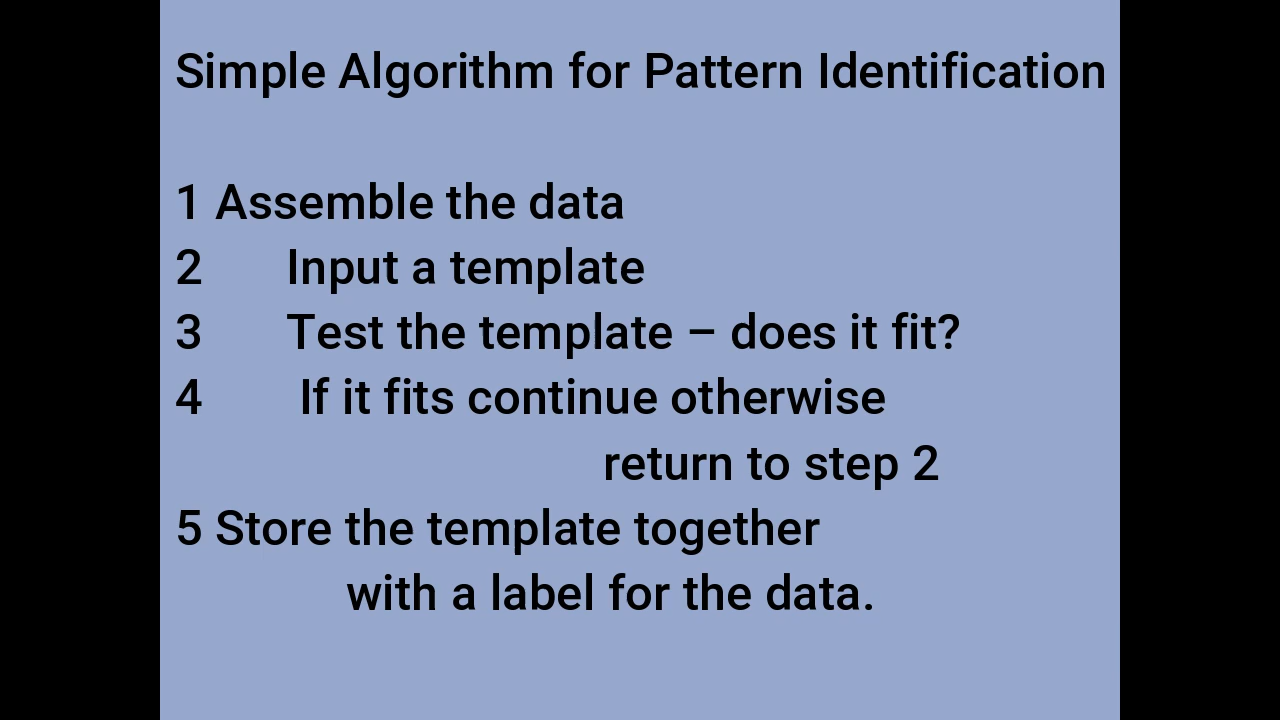 Simple Algorithm for Pattern Identification
1 Assemble the data
2 Input a template
3 Test the template – does it fit?
4 If it fits continue otherwise
return to step 2
5 Store the template together
with a label for the data.